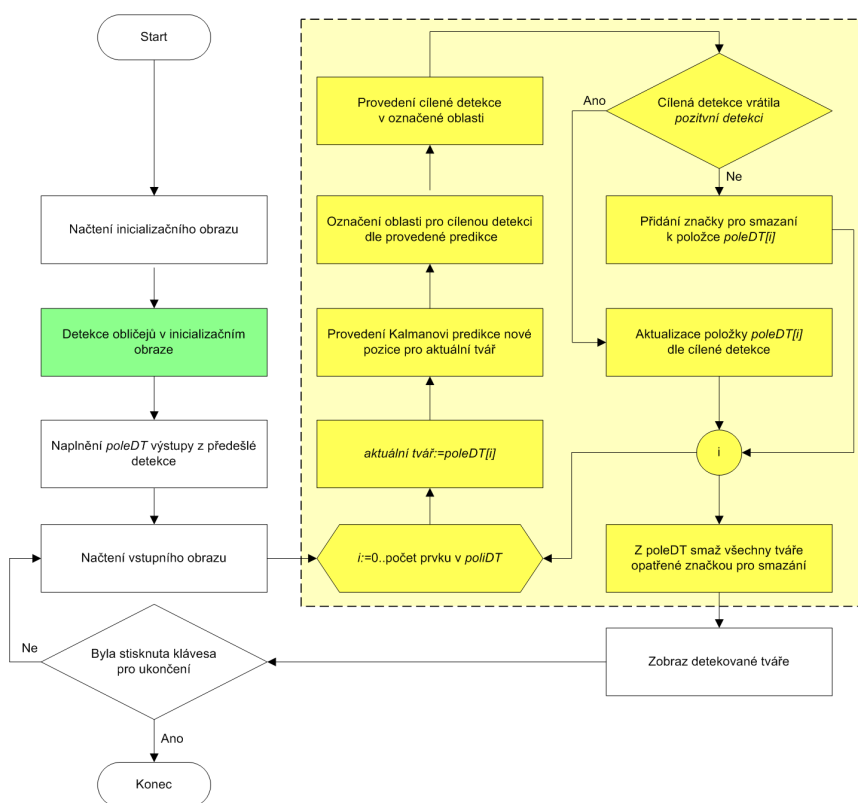 Start
Načtení inicializačního obrazu
Detekce obličejů v inicializačním
obraze
Naplnění poleDT výstupy z předešlé
detekce
Načtení vstupního obrazu
i:=0..počet prvku v poliDT
aktuální tvář:=poleDT[i]
Provedení Kalmanovi predikce nové
pozice pro aktuální tvář
Označení oblasti pro cílenou detekci
dle provedené predikce
Provedení cílené detekce
v označené oblasti
Cílená detekce vrátila
pozitvní detekci
Ano
Ne
Přidání značky pro smazaní
k položce poleDT[i]
Aktualizace položky poleDT[i]
dle cílené detekce
i
Z poleDT smaž všechny tváře
opatřené značkou pro smazání
Zobraz detekované tváře
Byla stisknuta klávesa
pro ukončení
Ne
Ano
Konec